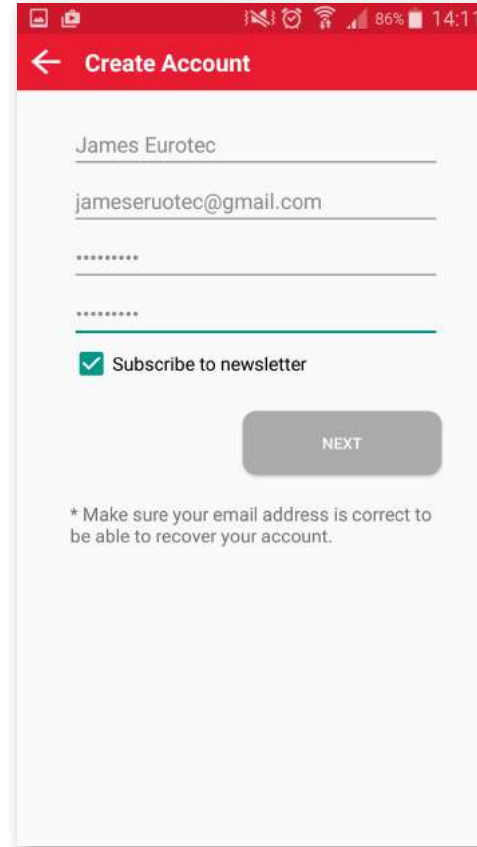 86% 14:11
Create Account
James Eurotec
jameseruotec@gmail.com
•••••••••
•••••••••
Subscribe to newsletter
NEXT
* Make sure your email address is correct to
be able to recover your account.